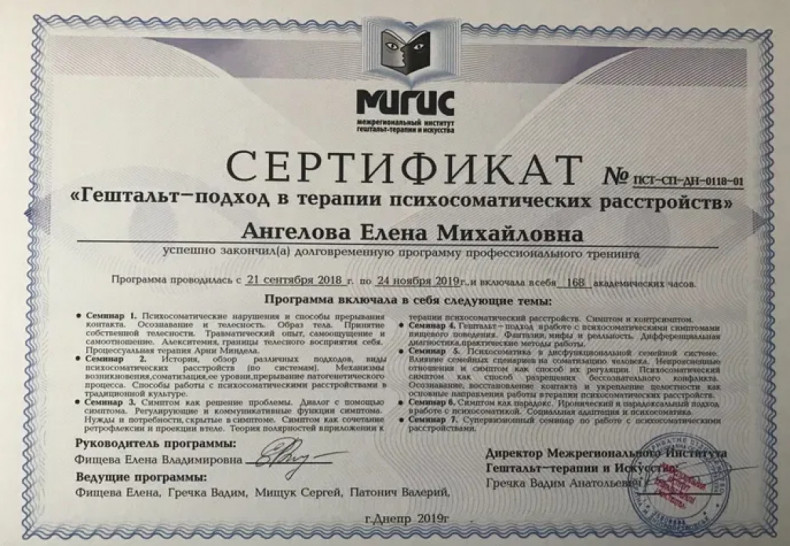 МИГИС
межрегиональный институт
гештальт-терапии и искусства
СЕРТИФИКАТ № ПСТ-СП-ДН-0118-01
«Гештальт-подход в терапии психосоматических расстройств»
Ангелова Елена Михайловна
успешно закончил(а) долговременную программу профессионального тренинга
Программа проводилась с 21 сентября 2018 г. по 24 ноября 2019г. и включала в себя 168 академических часов.
Программа включала в себя следующие темы:
• Семинар 1. Психосоматические нарушения и способы прерывания
контакта. Осознавание и телесность. Образ тела. Принятие
собственной телесности. Травматический опыт, самоощущение и
самоотношение. Алекситимия, границы телесного восприятия себя.
Процессуальная терапия Арни Миндела.
• Семинар 2. История, обзор различных подходов, виды
психосоматических расстройств (по системам). Механизмы
возникновения, соматизация, ее уровни, прерывание патогенетического
процесса. Способы работы с психосоматическими расстройствами в
традиционной культуре.
• Семинар 3. Симптом как решение проблемы. Диалог с помощью
симптома. Регулирующие и коммуникативные функции симптома.
Нужды и потребности, скрытые в симптоме. Симптом как сочетание
ретрофлексии и проекции в теле. Теория полярностей в приложении к
терапии психосоматический расстройств. Симптом и контрсимптом.
• Семинар 4. Гештальт-подход в работе с психосоматическими симптомами
пищевого поведения. Фантазии, мифы и реальность. Дифференциальная
диагностика, практические методы работы.
• Семинар 5. Психосоматика в дисфункциональной семейной системе.
Влияние семейных сценариев на соматизацию человека. Невроз
отношения и симптом как способ их регуляции. Психосоматический
симптом как способ разрешения бессознательного конфликта.
Осознавание, восстановление контакта и укрепление целостности как
основные направления работы в терапии психосоматических расстройств.
• Семинар 6. Симптом как парадокс. Иронический и парадоксальный подход
в работе с психосоматикой. Социальная адаптация и психосоматика.
• Семинар 7. Супервизионный семинар по работе с психосоматическими
расстройствами.
Руководитель программы:
Фищева Елена Владимировна
Ведущие программы:
Фищева Елена, Гречка Вадим, Мищук Сергей, Патонич Валерий,
Директор Межрегионального Института
Гештальт-терапии и Искусства
Гречка Вадим Анатольевич
г.Днепр 2019г